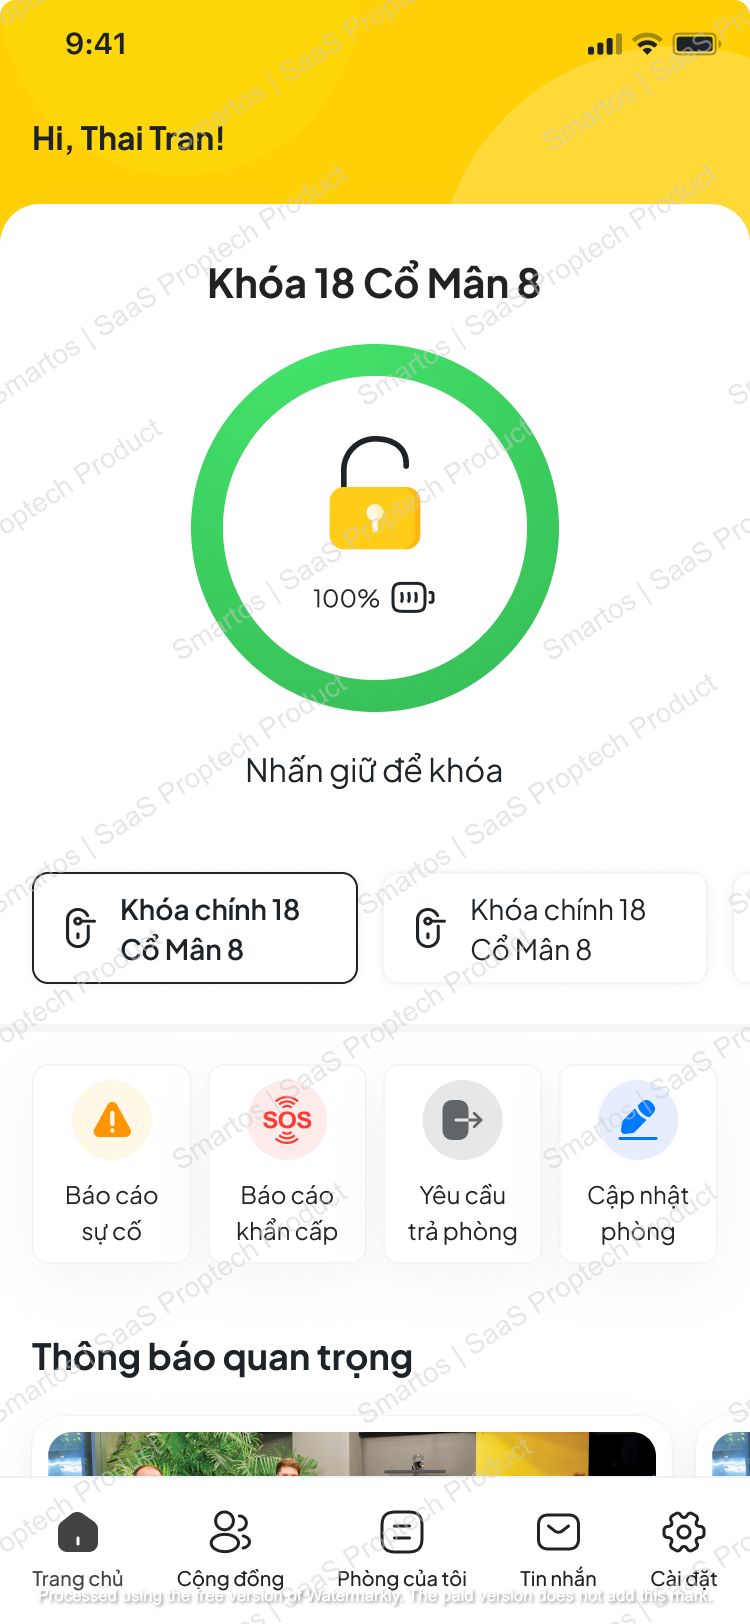 9:41
Hi, Thai Tran!
Khóa 18 Cổ Mân 8
100%
Nhấn giữ để khóa
Khóa chính 18
Cổ Mân 8
Khóa chính 18
Cổ Mân 8
Báo cáo
sự cố
SOS
Báo cáo
khẩn cấp
Yêu cầu
trả phòng
Cập nhật
phòng
Thông báo quan trọng
Trang chủ
Cộng đồng
Phòng của tôi
Tin nhắn
Cài đặt
Smartos | SaaS Proptech Product
Processed using the free version of Watermarkly. The paid version does not add this mark.